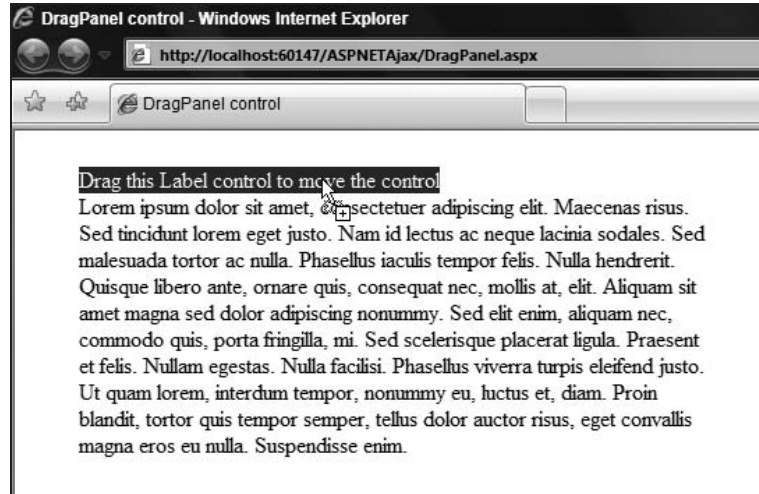 DragPanel control - Windows Internet Explorer
http://localhost:60147/ASPNETAjax/DragPanel.aspx
DragPanel control
Drag this Label control to move the control
Lorem ipsum dolor sit amet, consectetuer adipiscing elit. Maecenas risus.
Sed tincidunt lorem eget justo. Nam id lectus ac neque lacinia sodales. Sed
malesuada tortor ac nulla. Phasellus iaculis tempor felis. Nulla hendrerit.
Quisque libero ante, ornare quis, consequat nec, mollis at, elit. Aliquam sit
amet magna sed dolor adipiscing nonummy. Sed elit enim, aliquam nec,
commodo quis, porta fringilla, mi. Sed scelerisque placerat ligula. Praesent
et felis. Nullam egestas. Nulla facilisi. Phasellus viverra turpis eleifend justo.
Ut quam lorem, interdum tempor, nonummy eu, luctus et, diam. Proin
blandit, tortor quis tempor semper, tellus dolor auctor risus, eget convallis
magna eros eu nulla. Suspendisse enim.